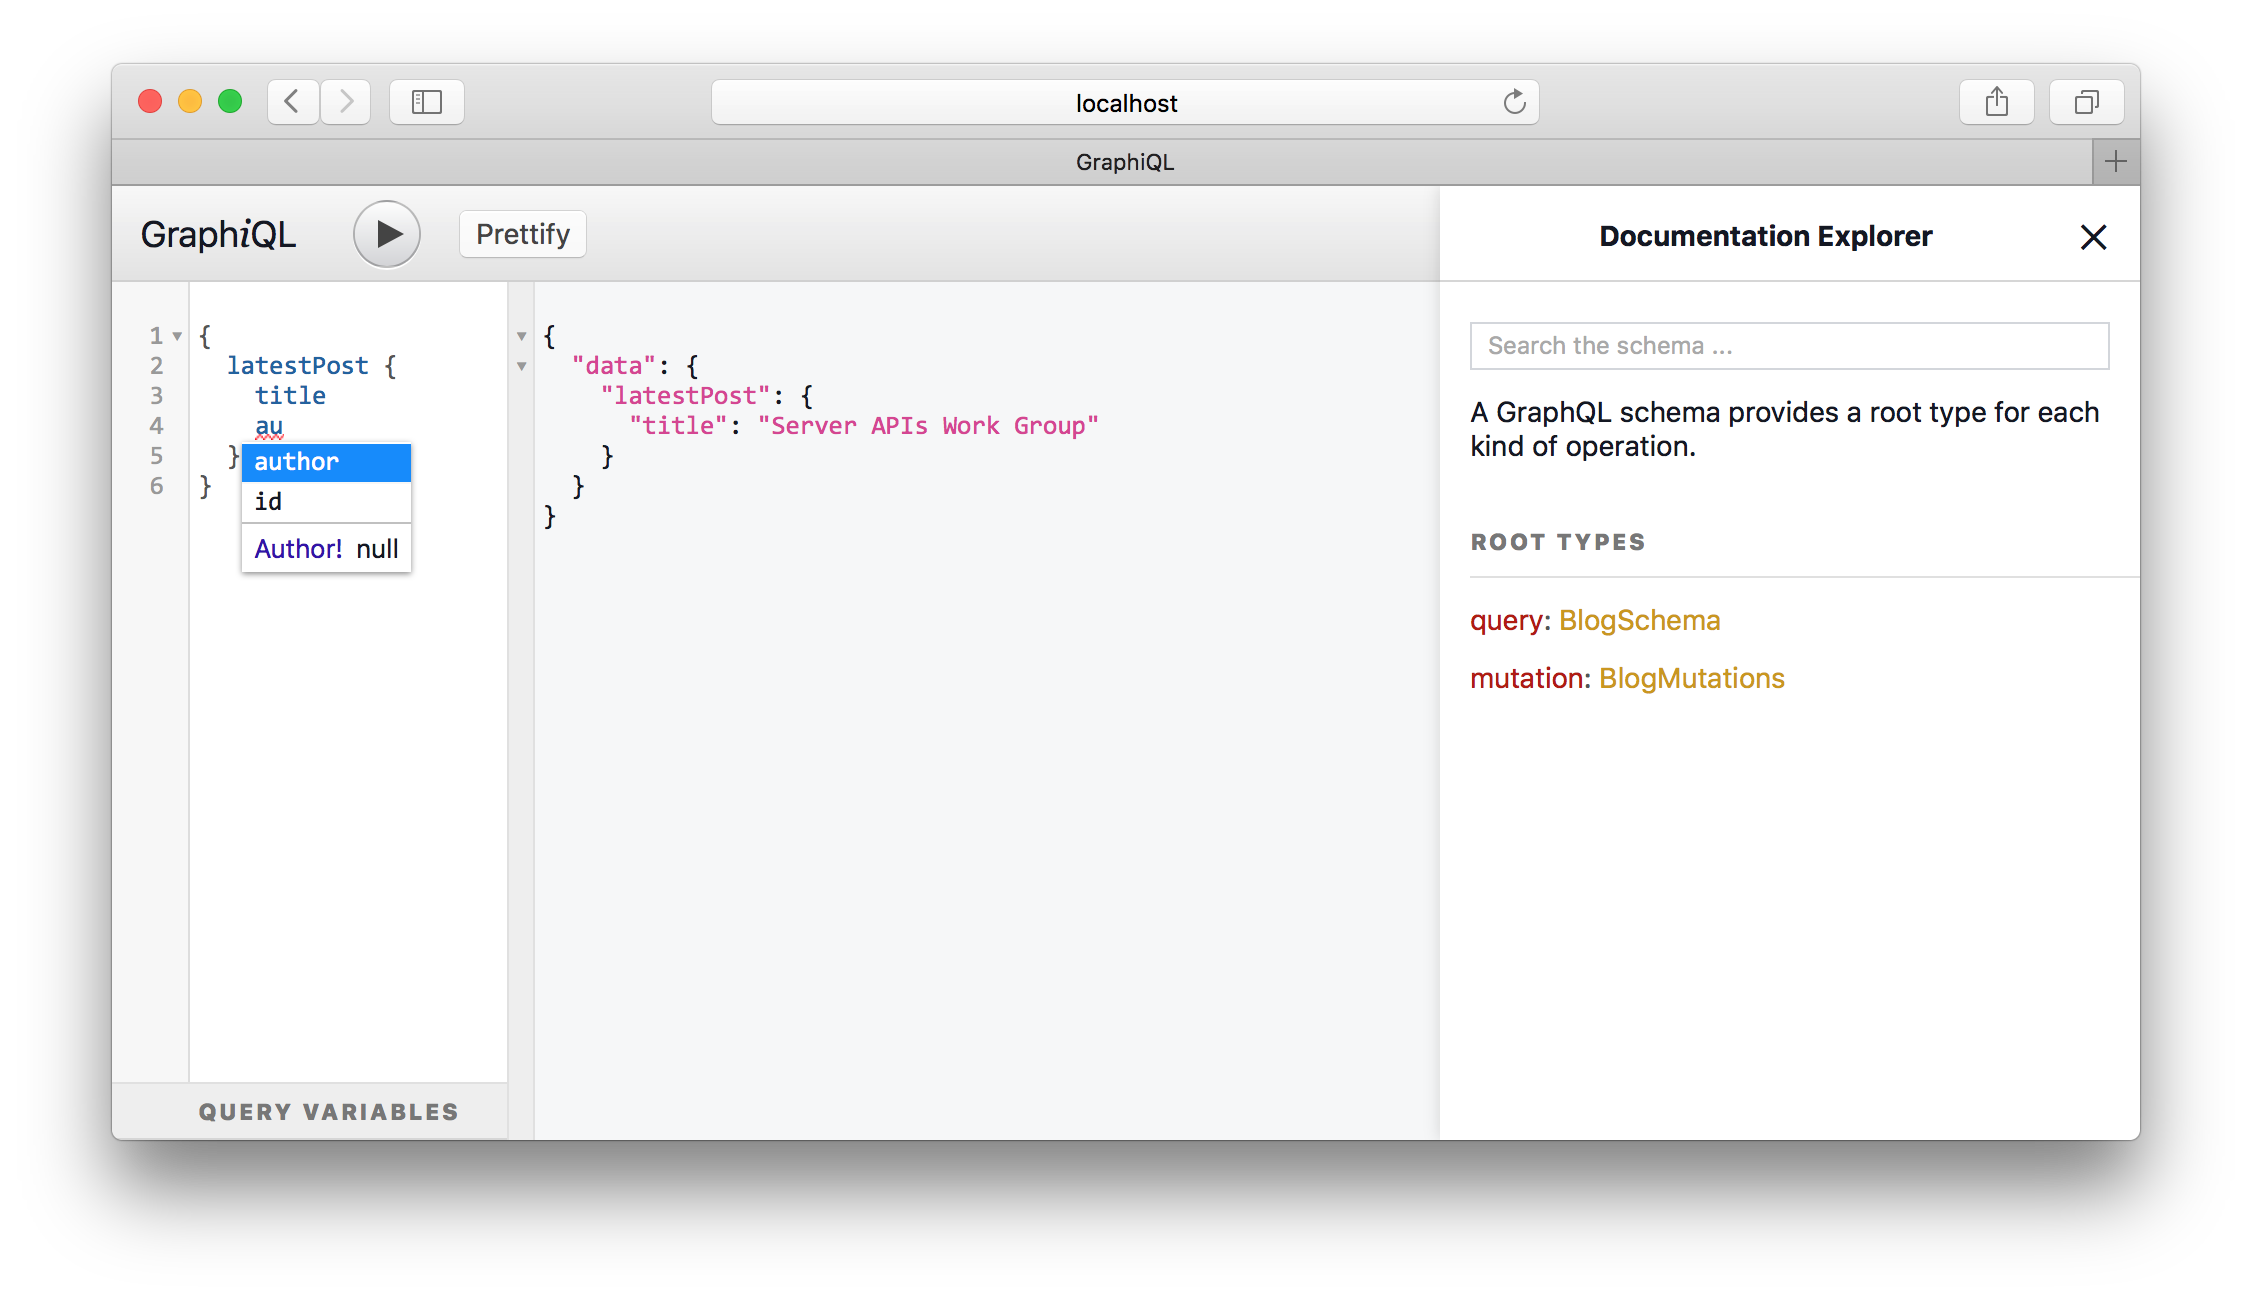 localhost
GraphiQL
GraphiQL
Prettify
1 {
2 latestPost {
3 title
4 au
5 }
6 }
author
id
Author! null
QUERY VARIABLES
{
"data": {
"latestPost": {
"title": "Server APIs Work Group"
}
}
}
Documentation Explorer
Search the schema ...
A GraphQL schema provides a root type for each
kind of operation.
ROOT TYPES
query: BlogSchema
mutation: BlogMutations